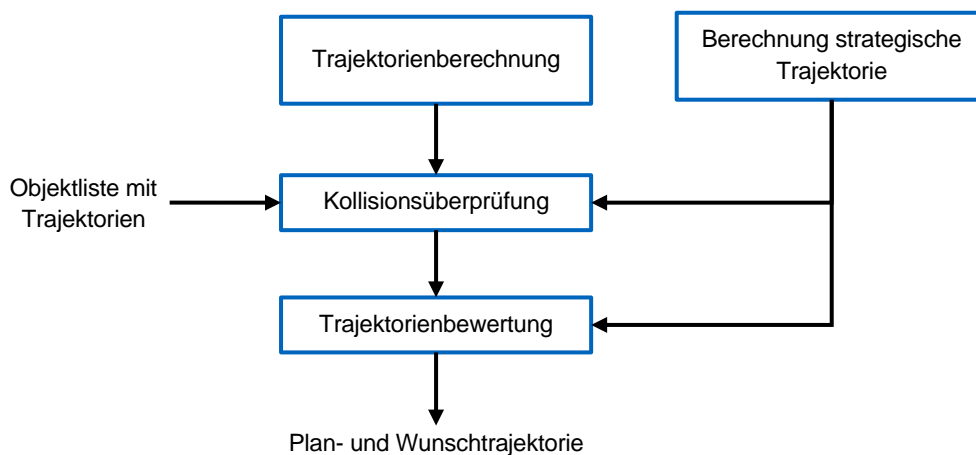 Trajektorienberechnung
Berechnung strategische
Trajektorie
Objektliste mit
Trajektorien
Kollisionsüberprüfung
Trajektorienbewertung
Plan- und Wunschtrajektorie